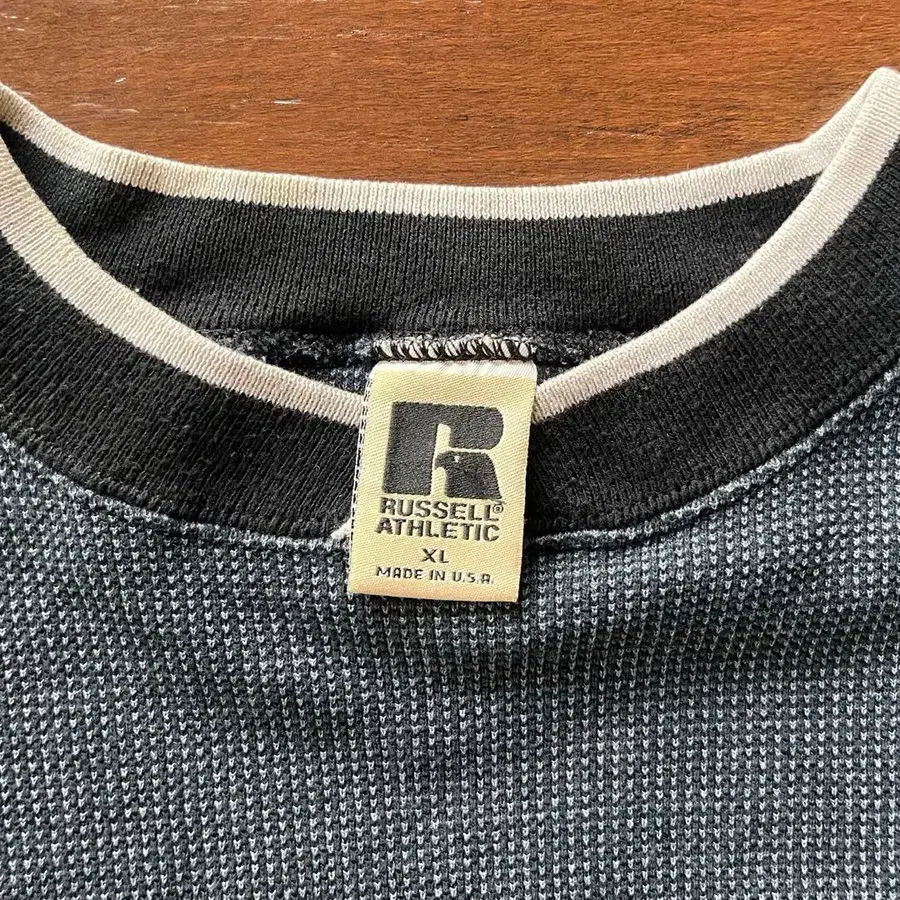 R
RUSSELL®
ATHLETIC
XL
MADE IN U.S.A.